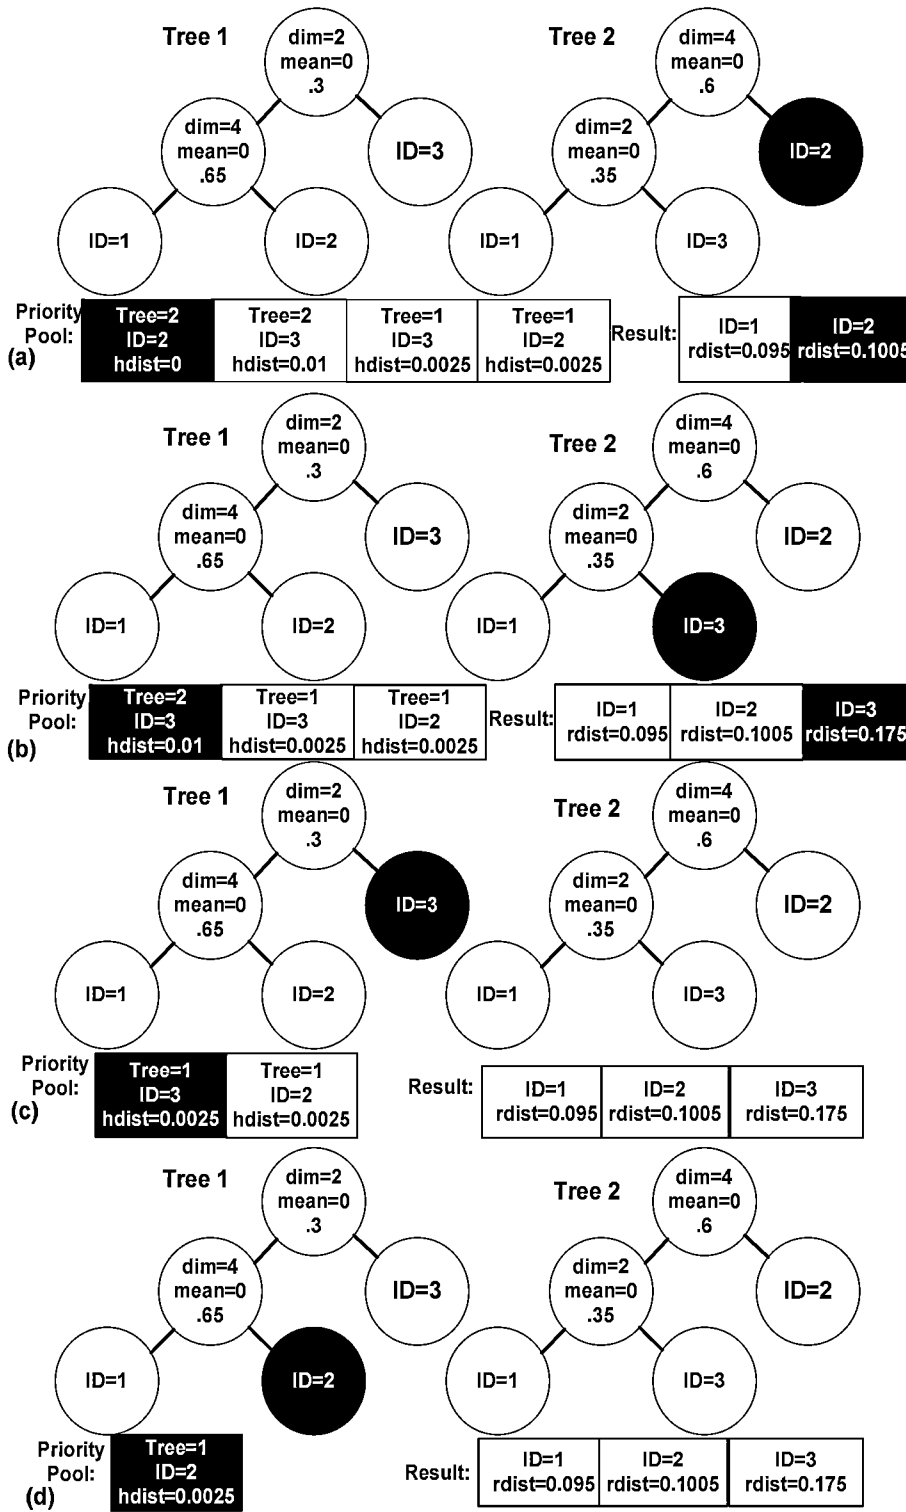 Tree 1
dim=2
mean=0
.3
dim=4
mean=0
.65
ID=3
ID=1
ID=2
Tree 2
dim=4
mean=0
.6
dim=2
mean=0
.35
ID=2
ID=1
ID=3
Priority
Pool:
(a)
Tree=2
ID=2
hdist=0
Tree=2
ID=3
hdist=0.01
Tree=1
ID=3
hdist=0.0025
Tree=1
ID=2
hdist=0.0025
Result:
ID=1
rdist=0.095
ID=2
rdist=0.1005
Tree 1
dim=2
mean=0
.3
dim=4
mean=0
.65
ID=3
ID=1
ID=2
Tree 2
dim=4
mean=0
.6
dim=2
mean=0
.35
ID=2
ID=1
ID=3
Priority
Pool:
(b)
Tree=2
ID=3
hdist=0.01
Tree=1
ID=3
hdist=0.0025
Tree=1
ID=2
hdist=0.0025
Result:
ID=1
rdist=0.095
ID=2
rdist=0.1005
ID=3
rdist=0.175
Tree 1
dim=2
mean=0
.3
dim=4
mean=0
.65
ID=3
ID=1
ID=2
Tree 2
dim=4
mean=0
.6
dim=2
mean=0
.35
ID=2
ID=1
ID=3
Priority
Pool:
(c)
Tree=1
ID=3
hdist=0.0025
Tree=1
ID=2
hdist=0.0025
Result:
ID=1
rdist=0.095
ID=2
rdist=0.1005
ID=3
rdist=0.175
Tree 1
dim=2
mean=0
.3
dim=4
mean=0
.65
ID=3
ID=1
ID=2
Tree 2
dim=4
mean=0
.6
dim=2
mean=0
.35
ID=2
ID=1
ID=3
Priority
Pool:
(d)
Tree=1
ID=2
hdist=0.0025
Result:
ID=1
rdist=0.095
ID=2
rdist=0.1005
ID=3
rdist=0.175